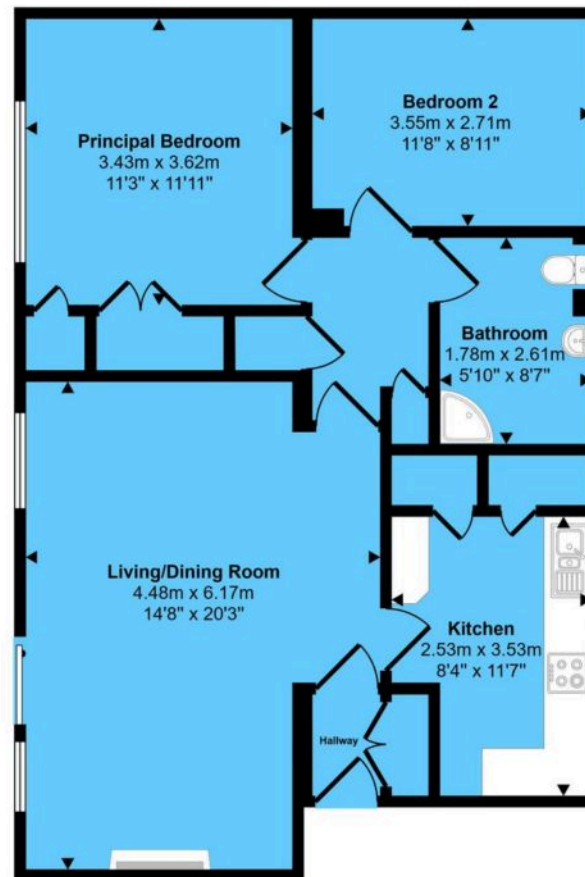 Principal Bedroom
3.43m x 3.62m
11'3" x 11'11"
Bedroom 2
3.55m x 2.71m
11'8" x 8'11"
Bathroom
1.78m x 2.61m
5'10" x 8'7"
Living/Dining Room
4.48m x 6.17m
14'8" x 20'3"
Kitchen
2.53m x 3.53m
8'4" x 11'7"
Hallway